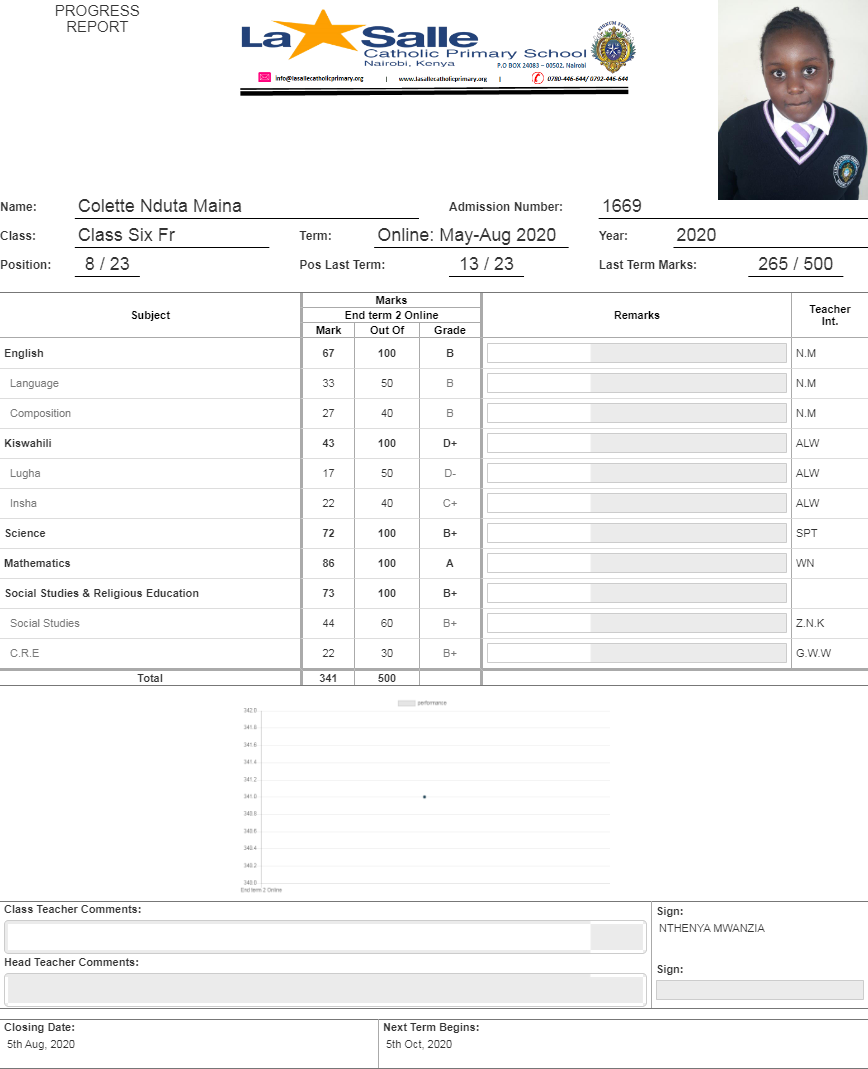 PROGRESS
REPORT
La Salle
Catholic Primary School
Nairobi, Kenya
P.O BOX 24083 – 00502, Nairobi
info@lasallecatholicprimary.org | www.lasallecatholicprimary.org | 0780-446-644/ 0792-446-644
Name: Colette Nduta Maina Admission Number: 1669
Class: Class Six Fr Term: Online: May-Aug 2020 Year: 2020
Position: 8 / 23 Pos Last Term: 13 / 23 Last Term Marks: 265 / 500
Subject Marks Remarks Teacher Int.
End term 2 Online
Mark Out Of Grade
English 67 100 B N.M
Language 33 50 B N.M
Composition 27 40 B N.M
Kiswahili 43 100 D+ ALW
Lugha 17 50 D- ALW
Insha 22 40 C+ ALW
Science 72 100 B+ SPT
Mathematics 86 100 A WN
Social Studies & Religious Education 73 100 B+
Social Studies 44 60 B+ Z.N.K
C.R.E 22 30 B+ G.W.W
Total 341 500
performance
342.0
341.8
341.6
341.4
341.2
341.0
340.8
340.6
340.4
340.2
340.0
End term 2 Online
Class Teacher Comments: Sign:
NTHENYA MWANZIA
Head Teacher Comments: Sign:
Closing Date: Next Term Begins:
5th Aug, 2020 5th Oct, 2020